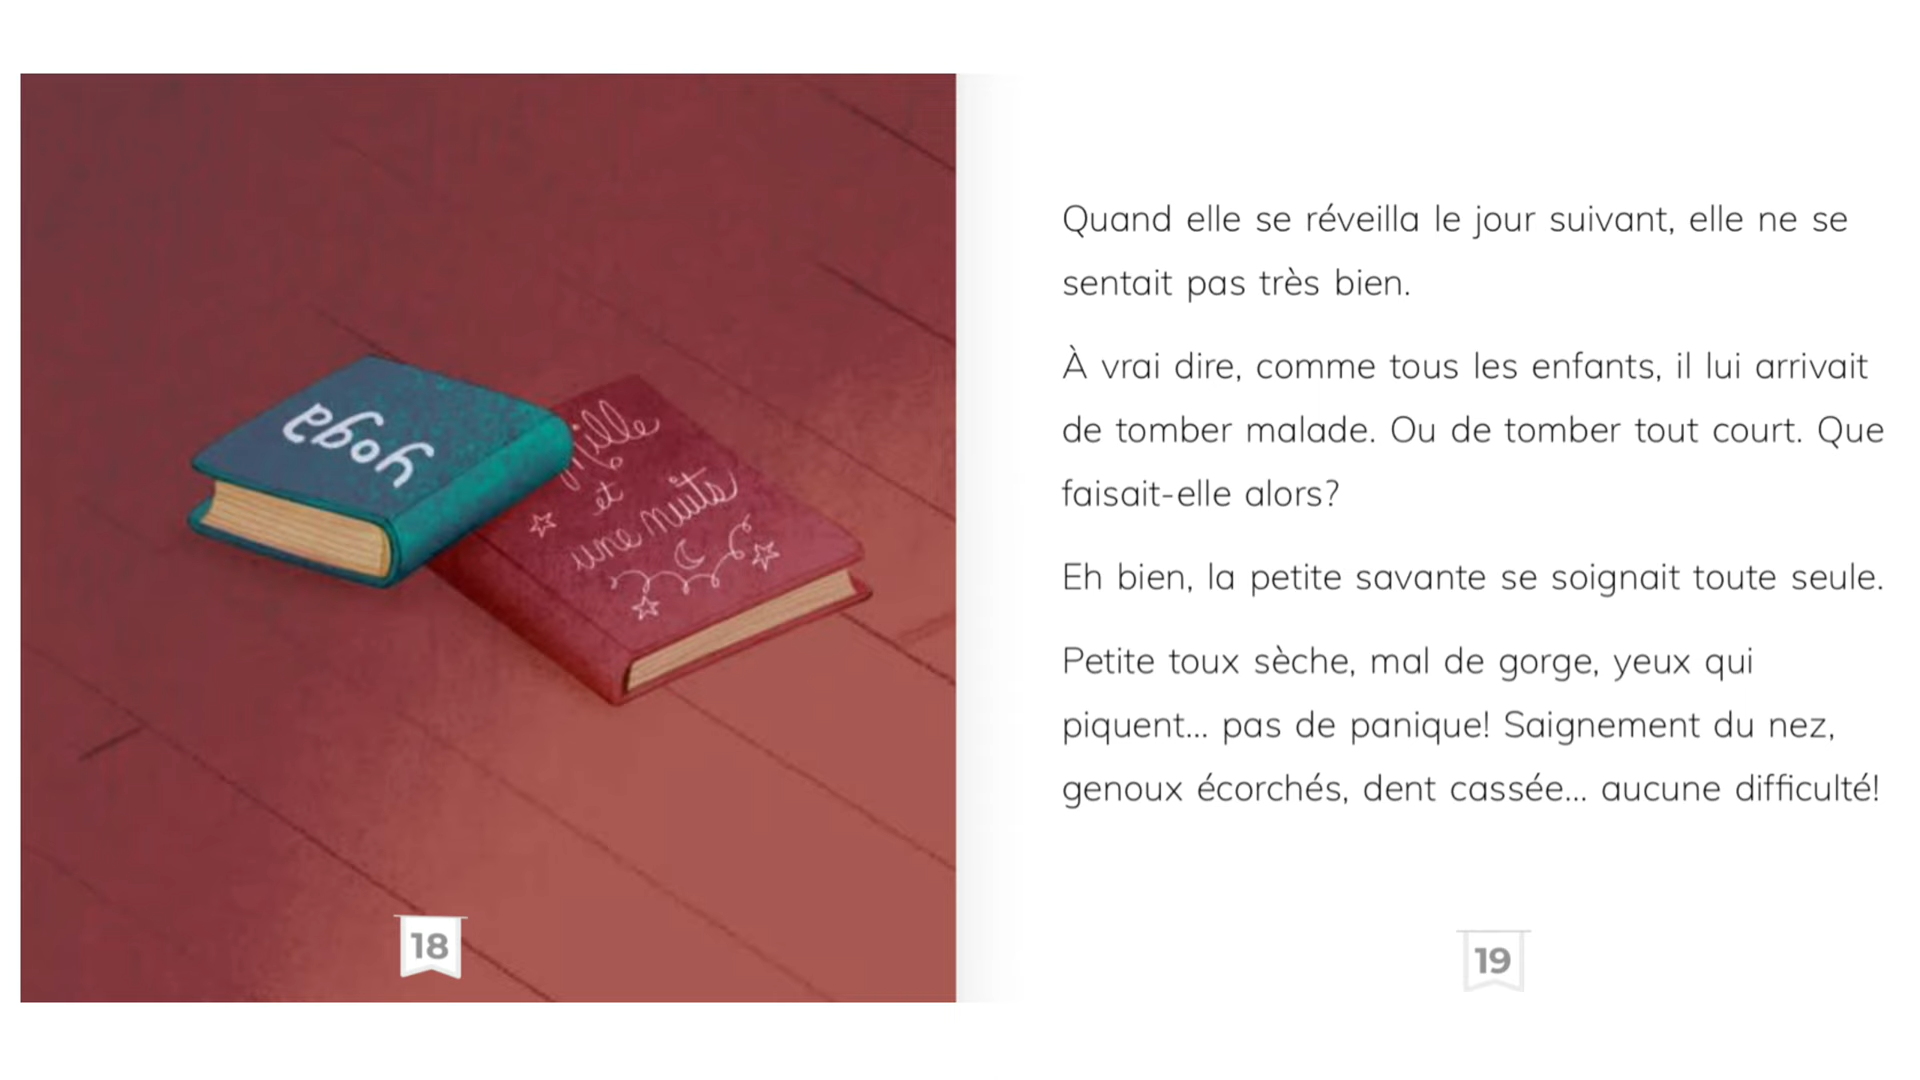 yoga
Mille
et
une nuits
18
Quand elle se réveilla le jour suivant, elle ne se
sentait pas très bien.
À vrai dire, comme tous les enfants, il lui arrivait
de tomber malade. Ou de tomber tout court. Que
faisait-elle alors?
Eh bien, la petite savante se soignait toute seule.
Petite toux sèche, mal de gorge, yeux qui
piquent... pas de panique! Saignement du nez,
genoux écorchés, dent cassée... aucune difficulté!
19